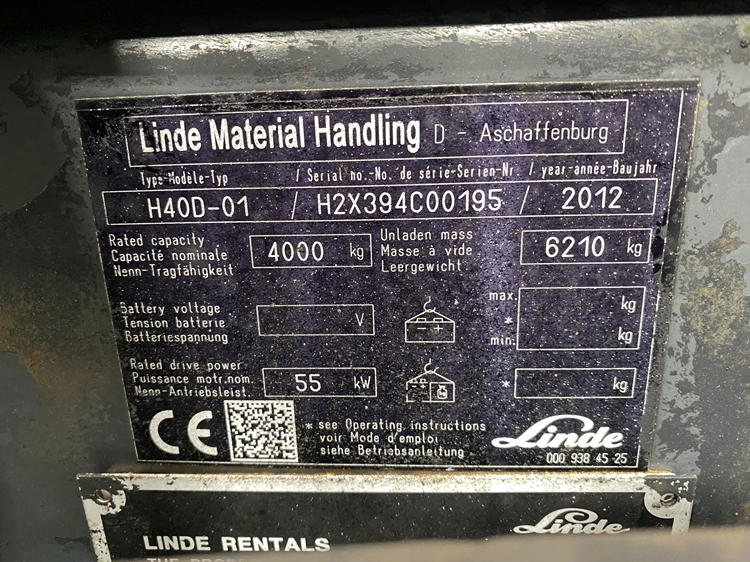 Linde Material Handling D - Aschaffenburg
Type-Modèle-Typ / Serial no.-No. de série-Serien-Nr. / year-année-Baujahr
H40D-01 / H2X394C00195 / 2012
Rated capacity
Capacité nominale
Nenn-Tragfähigkeit
4000 kg
Unladen mass
Masse à vide
Leergewicht
6210 kg
Battery voltage
Tension batterie
Batteriespannung
V
max. kg
*
min. kg
Rated drive power
Puissance motr.nom.
Nenn-Antriebsleist.
55 kW
* kg
CE
* see Operating instructions
voir Mode d'emploi
siehe Betriebsanleitung
Linde
000 938 45 25
Linde
LINDE RENTALS